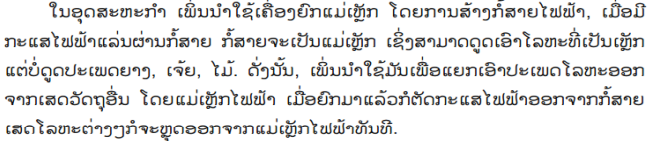 ໃນອຸດສະຫະກຳ ເພິ່ນນຳໃຊ້ເຄື່ອງຍົກແມ່ເຫຼັກ ໂດຍການສ້າງກໍ້ສາຍໄຟຟ້າ, ເມື່ອມີ
ກະແສໄຟຟ້າແລ່ນຜ່ານກໍ້ສາຍ ກໍ້ສາຍຈະເປັນແມ່ເຫຼັກ ເຊິ່ງສາມາດດູດເອົາໂລຫະທີ່ເປັນເຫຼັກ
ແຕ່ບໍ່ດູດປະເພດຢາງ, ເຈ້ຍ, ໄມ້. ດັ່ງນັ້ນ, ເພິ່ນນຳໃຊ້ມັນເພື່ອແຍກເອົາປະເພດໂລຫະອອກ
ຈາກເສດວັດຖຸອື່ນ ໂດຍແມ່ເຫຼັກໄຟຟ້າ ເມື່ອຍົກມາແລ້ວກໍຕັດກະແສໄຟຟ້າອອກຈາກກໍ້ສາຍ
ເສດໂລຫະຕ່າງໆກໍຈະຫຼຸດອອກຈາກແມ່ເຫຼັກໄຟຟ້າທັນທີ.